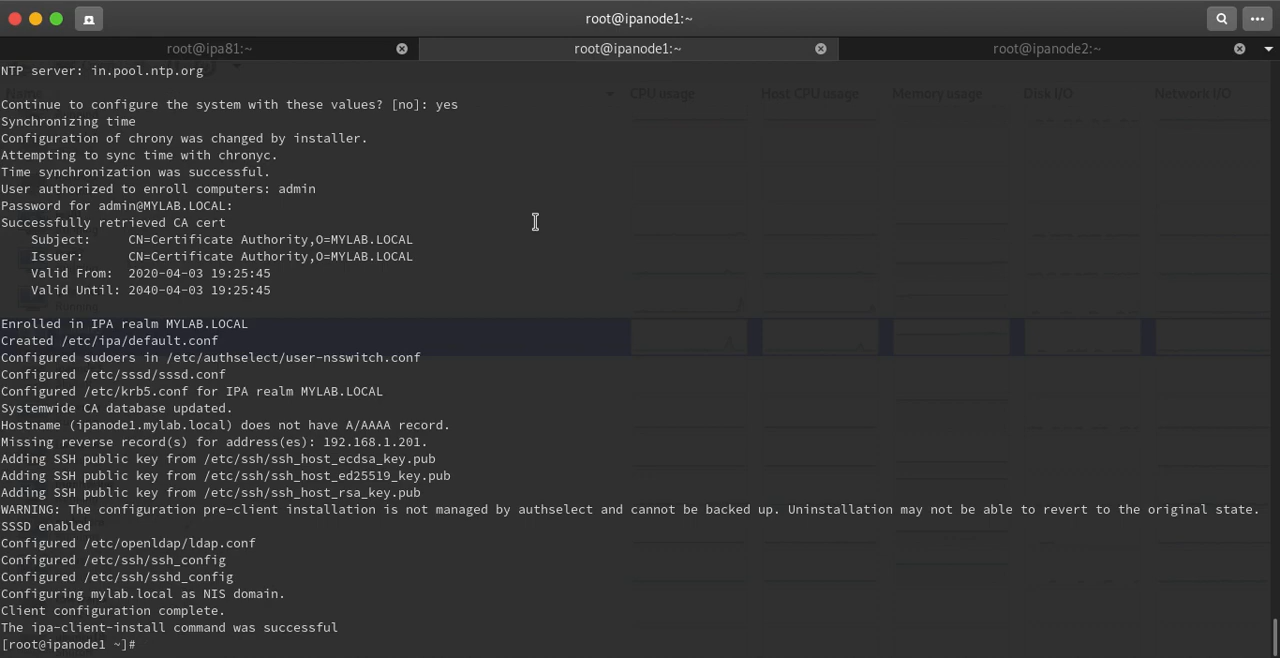 root@ipanode1:~
root@ipa81:~
root@ipanode1:~
root@ipanode2:~
Name
CPU usage
Host CPU usage
Memory usage
Disk I/O
Network I/O
NTP server: in.pool.ntp.org
Continue to configure the system with these values? [no]: yes
Synchronizing time
Configuration of chrony was changed by installer.
Attempting to sync time with chronyc.
Time synchronization was successful.
User authorized to enroll computers: admin
Password for admin@MYLAB.LOCAL:
Successfully retrieved CA cert
Subject:     CN=Certificate Authority,O=MYLAB.LOCAL
Issuer:      CN=Certificate Authority,O=MYLAB.LOCAL
Valid From:  2020-04-03 19:25:45
Valid Until: 2040-04-03 19:25:45
Running
Enrolled in IPA realm MYLAB.LOCAL
Created /etc/ipa/default.conf
Configured sudoers in /etc/authselect/user-nsswitch.conf
Configured /etc/sssd/sssd.conf
Configured /etc/krb5.conf for IPA realm MYLAB.LOCAL
Systemwide CA database updated.
Hostname (ipanode1.mylab.local) does not have A/AAAA record.
Missing reverse record(s) for address(es): 192.168.1.201.
Adding SSH public key from /etc/ssh/ssh_host_ecdsa_key.pub
Adding SSH public key from /etc/ssh/ssh_host_ed25519_key.pub
Adding SSH public key from /etc/ssh/ssh_host_rsa_key.pub
WARNING: The configuration pre-client installation is not managed by authselect and cannot be backed up. Uninstallation may not be able to revert to the original state.
SSSD enabled
Configured /etc/openldap/ldap.conf
Configured /etc/ssh/ssh_config
Configured /etc/ssh/sshd_config
Configuring mylab.local as NIS domain.
Client configuration complete.
The ipa-client-install command was successful
[root@ipanode1 ~]#